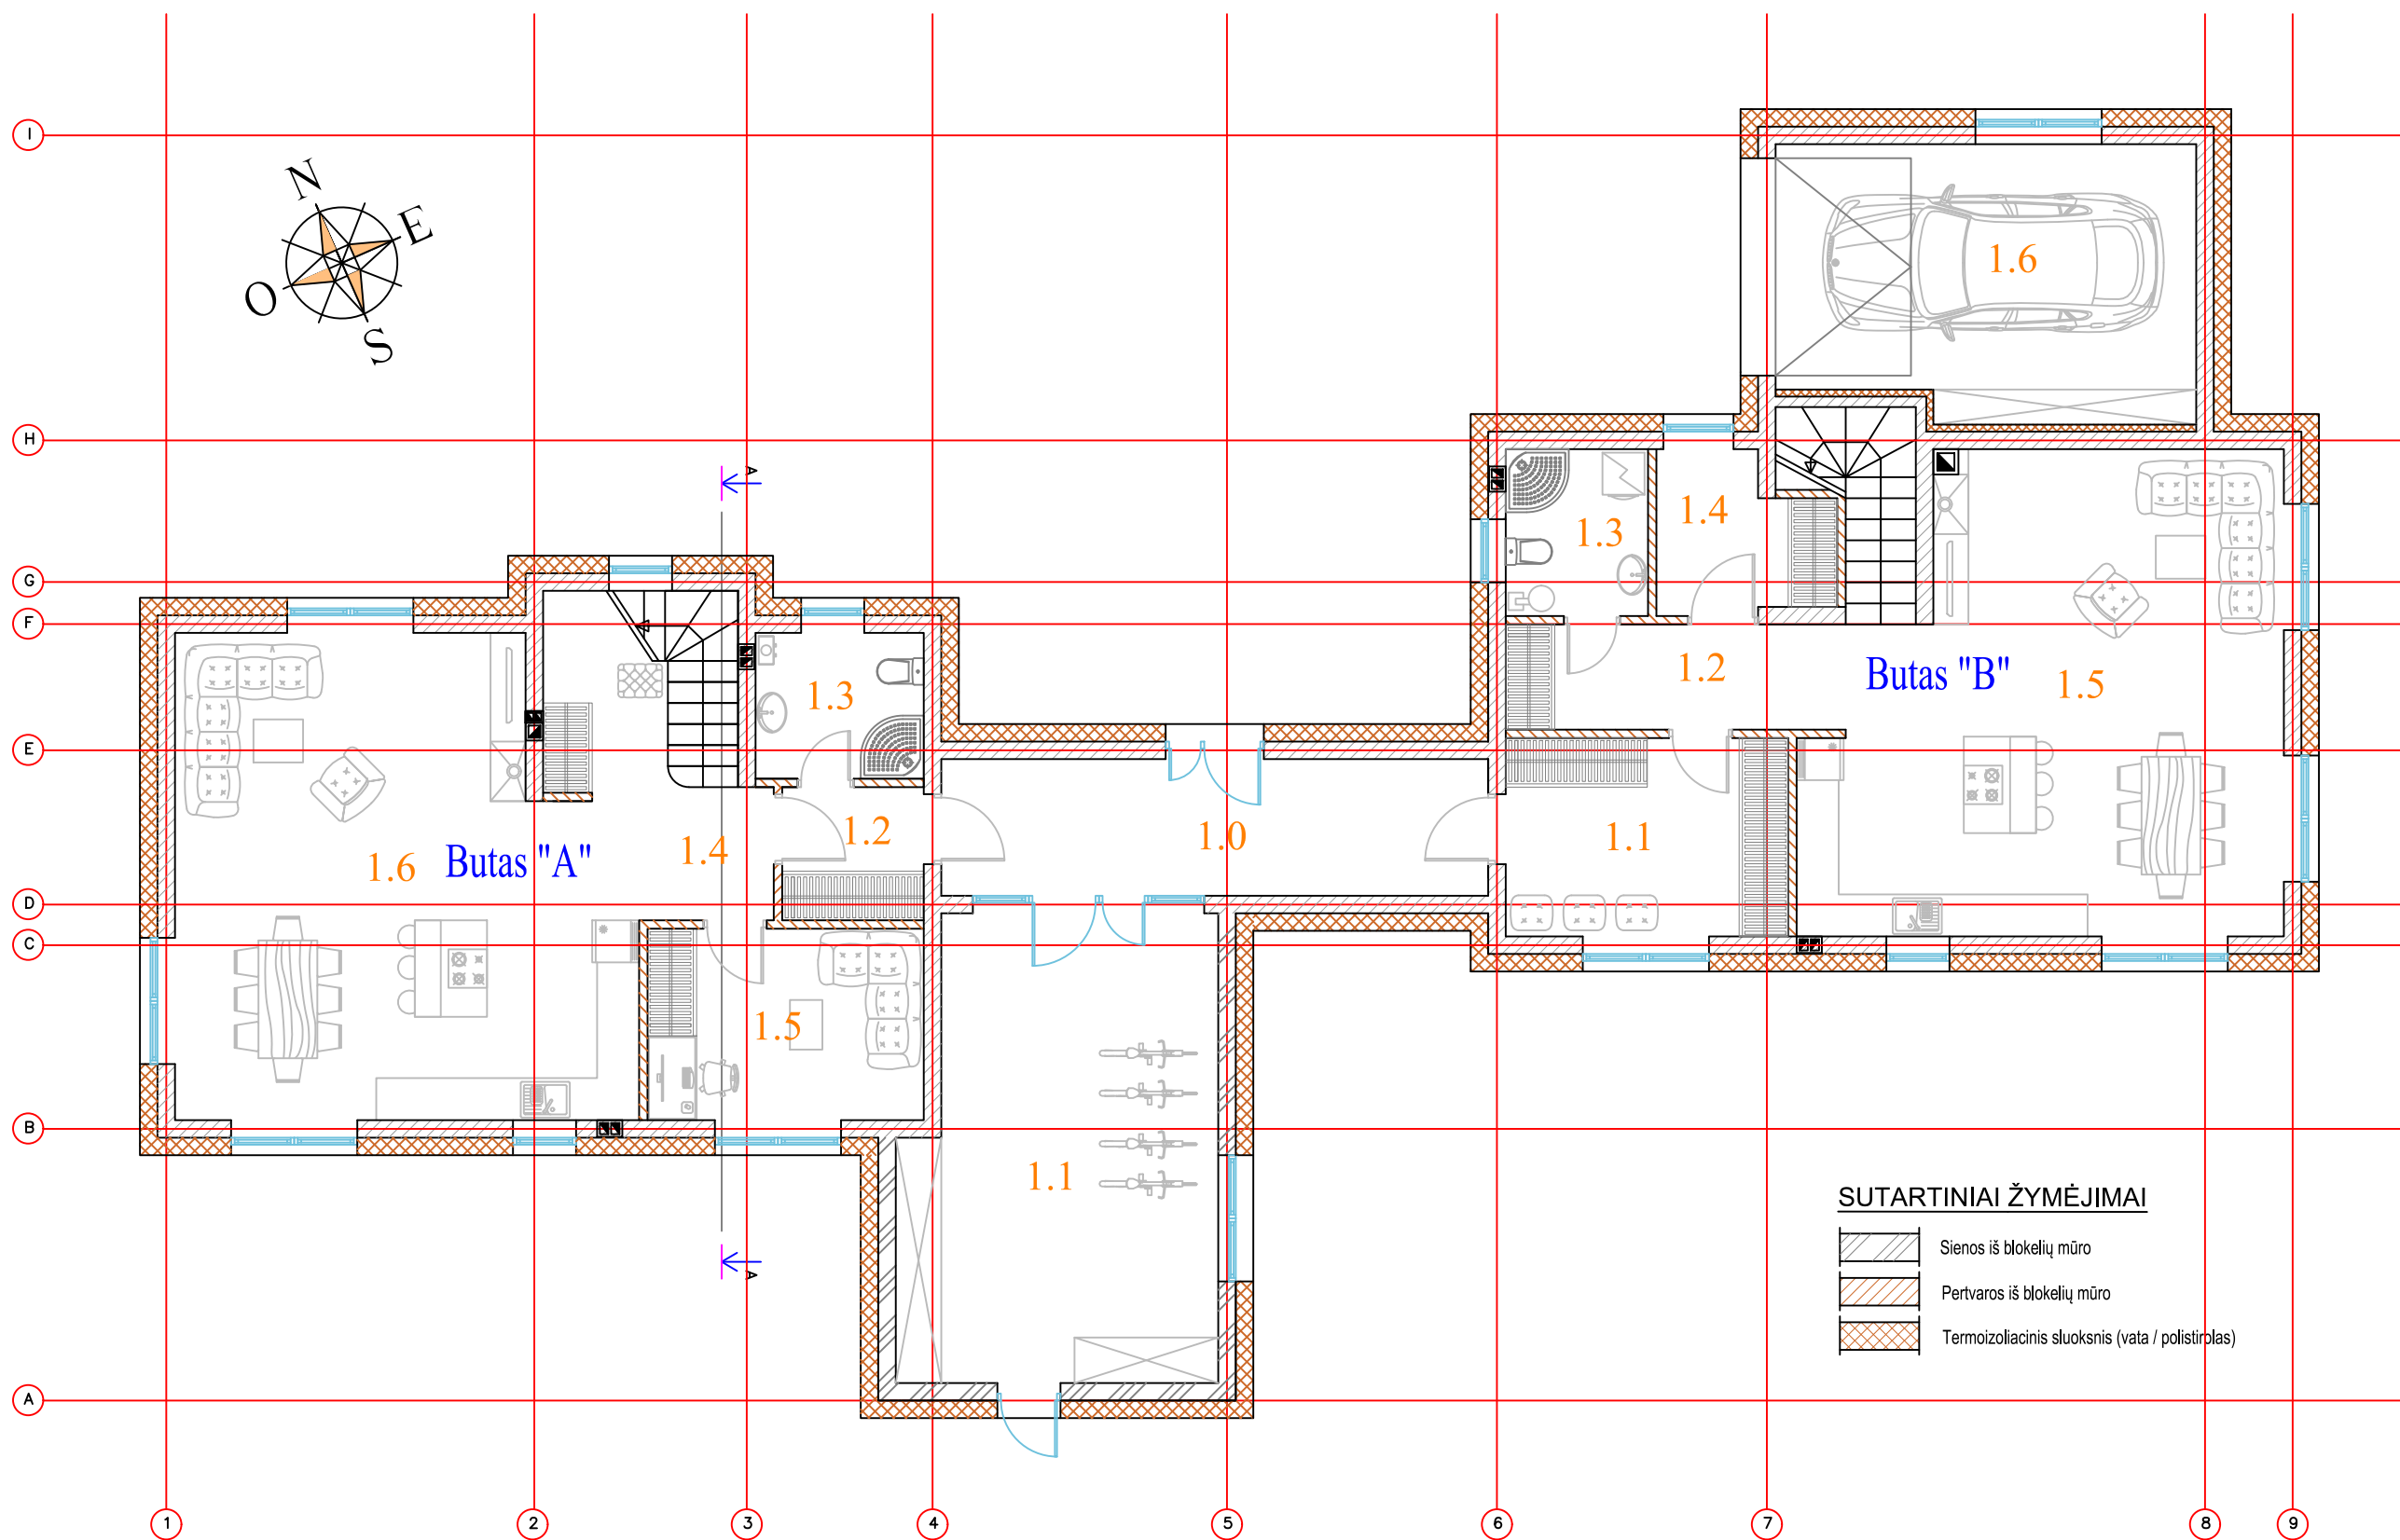 I
N
E
O
S
1.6
H
A
1.3
1.4
G
F
1.3
1.2
Butas "B"
1.5
E
1.6
Butas "A"
1.4
1.2
1.0
1.1
D
C
1.5
B
1.1
SUTARTINIAI ŽYMĖJIMAI
Sienos iš blokelių mūro
A
Pertvaros iš blokelių mūro
Termoizoliacinis sluoksnis (vata / polistirolas)
A
1 2 3 4 5 6 7 8 9